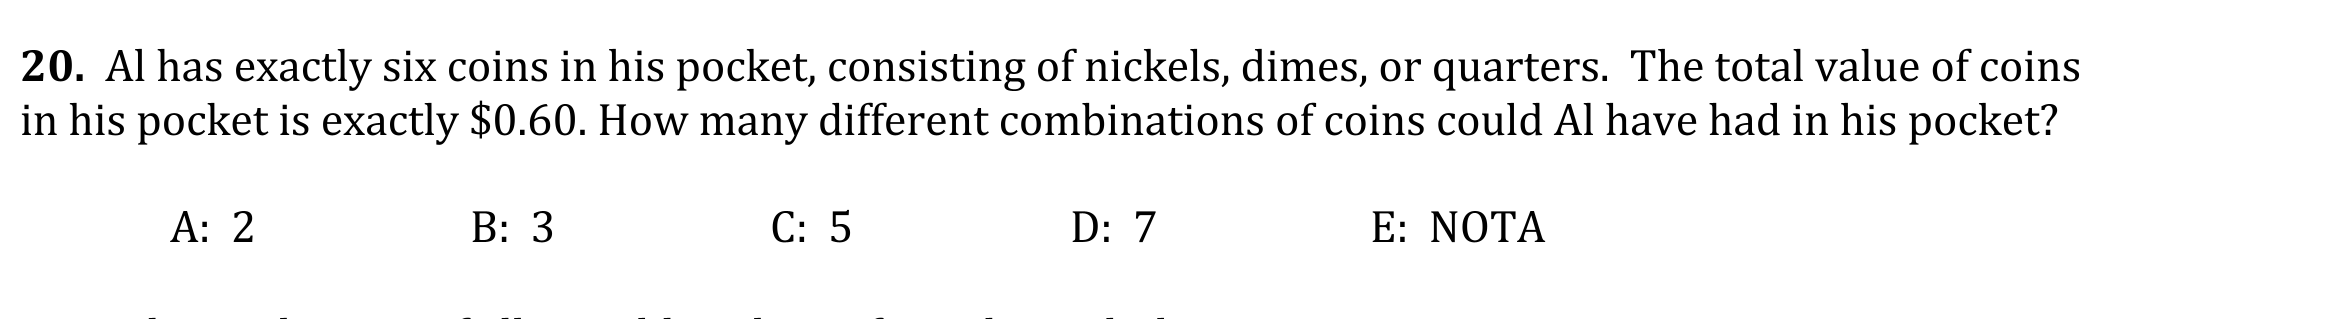 20. Al has exactly six coins in his pocket, consisting of nickels, dimes, or quarters. The total value of coins
in his pocket is exactly $0.60. How many different combinations of coins could Al have had in his pocket?
A: 2 B: 3 C: 5 D: 7 E: NOTA